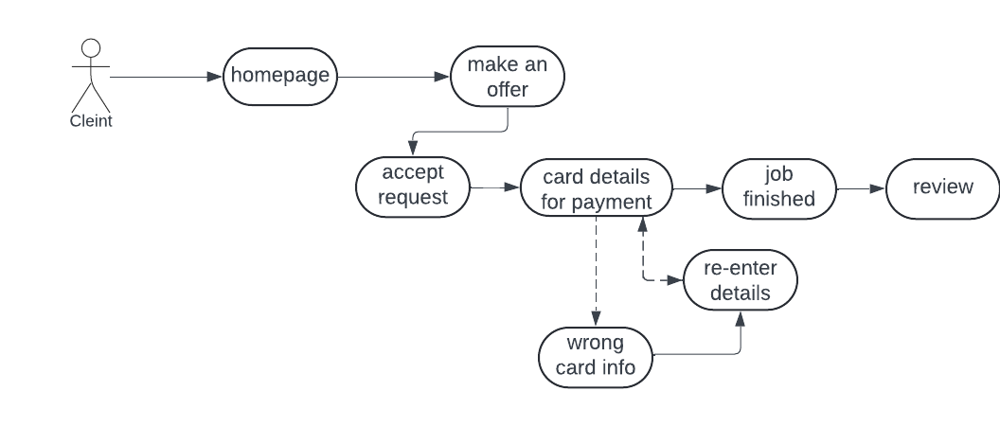 homepage
make an
offer
Cleint
accept
request
card details
for payment
job
finished
review
re-enter
details
wrong
card info